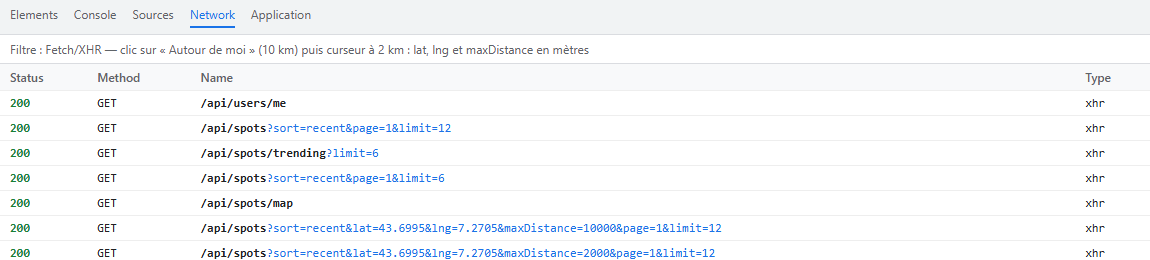 Elements Console Sources Network Application
Filtre : Fetch/XHR — clic sur « Autour de moi » (10 km) puis curseur à 2 km : lat, lng et maxDistance en mètres
Status Method Name Type
200 GET /api/users/me xhr
200 GET /api/spots?sort=recent&page=1&limit=12 xhr
200 GET /api/spots/trending?limit=6 xhr
200 GET /api/spots?sort=recent&page=1&limit=6 xhr
200 GET /api/spots/map xhr
200 GET /api/spots?sort=recent&lat=43.6995&lng=7.2705&maxDistance=10000&page=1&limit=12 xhr
200 GET /api/spots?sort=recent&lat=43.6995&lng=7.2705&maxDistance=2000&page=1&limit=12 xhr